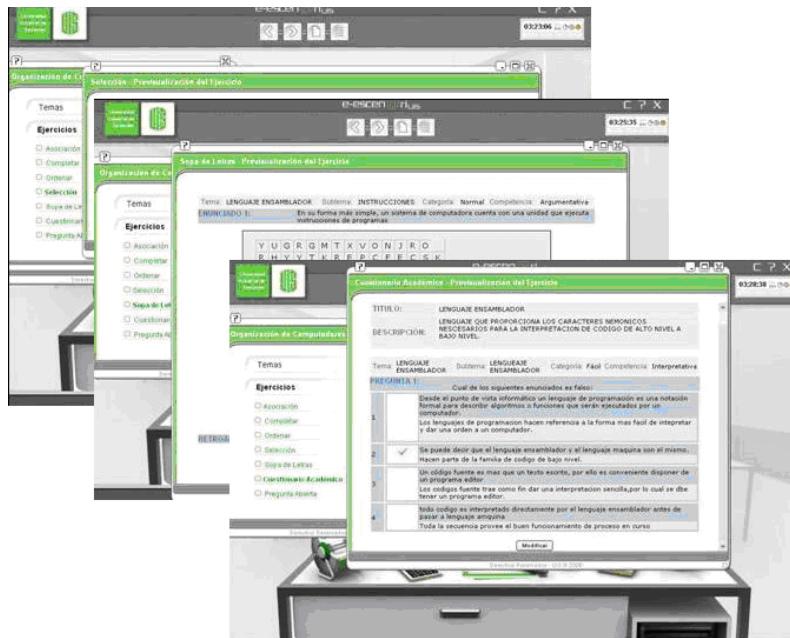 e-escen
C ? X
03:23:06
Organización de Co
Selección - Previsualización del Ejercicio
Temas
Ejercicios
Asociación
Completar
Ordenar
Selección
Sopa de Let
Cuestionari
Pregunta Ab
e-escen
C ? X
03:25:35
Organización de Co
Sopa de Letras - Previsualización del Ejercicio
Temas
Ejercicios
Asociación
Completar
Ordenar
Selección
Sopa de Let
Cuestionar
Pregunta Ab
Tema: LENGUAJE ENSAMBLADOR Subtema: INSTRUCCIONES Categoría: Normal Competencia: Argumentativa
ENUNCIADO 1: En su forma más simple, un sistema de computadora cuenta con una unidad que ejecuta
instrucciones de programas
Y U G R G M T X V O N J R O
R H Y Y T K R E P C F E C S K
RETROA
C ? X
03:28:38
Organización de Computadores
Cuestionario Académico - Previsualización del Ejercicio
Temas
Ejercicios
Asociación
Completar
Ordenar
Selección
Sopa de Letras
Cuestionario Académico
Pregunta Abierta
TITULO: LENGUAJE ENSAMBLADOR
DESCRIPCION: LENGUAJE QUE PROPORCIONA LOS CARACTERES NEMONICOS
NESCESARIOS PARA LA INTERPRETACION DE CODIGO DE ALTO NIVEL A
BAJO NIVEL.
Tema: LENGUAJE ENSAMBLADOR Subtema: LENGUEAJE ENSAMBLADOR Categoría: Fácil Competencia: Interpretativa
PREGUNTA 1: Cual de los siguientes enunciados es falso:
1
Desde el punto de vista informático un lenguaje de programación es una notación
formal para describir algoritmos o funciones que serán ejecutados por un
computador.
Los lenguajes de programacion hacen referencia a la forma mas facil de intepretar
y dar una orden a un computador.
2
Se puede decir que el lenguaje ensamblador y el lenguaje maquina con el mismo.
Hacen parte de la familia de codigo de bajo nivel.
3
Un código fuente es mas que un texto escrito, por ello es conveniente disponer de
un programa editor
Los codigos fuente trae como fin dar una interpretacion sencilla,por lo cual se dbe
tener un programa editor.
4
todo codigo es interpretado directamente por el lenguaje ensamblador antes de
pasar a lenguaje amquina
Toda la secuencia provee el buen funcionamiento de proceso en curso
Modificar